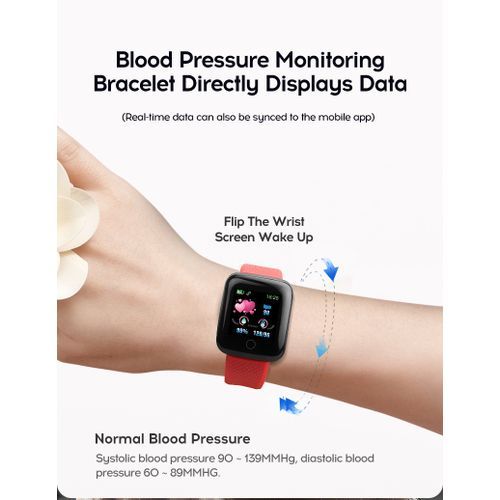 Blood Pressure Monitoring
Bracelet Directly Displays Data
(Real-time data can also be synced to the mobile app)
Flip The Wrist
Screen Wake Up
Normal Blood Pressure
Systolic blood pressure 90 ~ 139MMHg, diastolic blood
pressure 60 ~ 89MMHG.